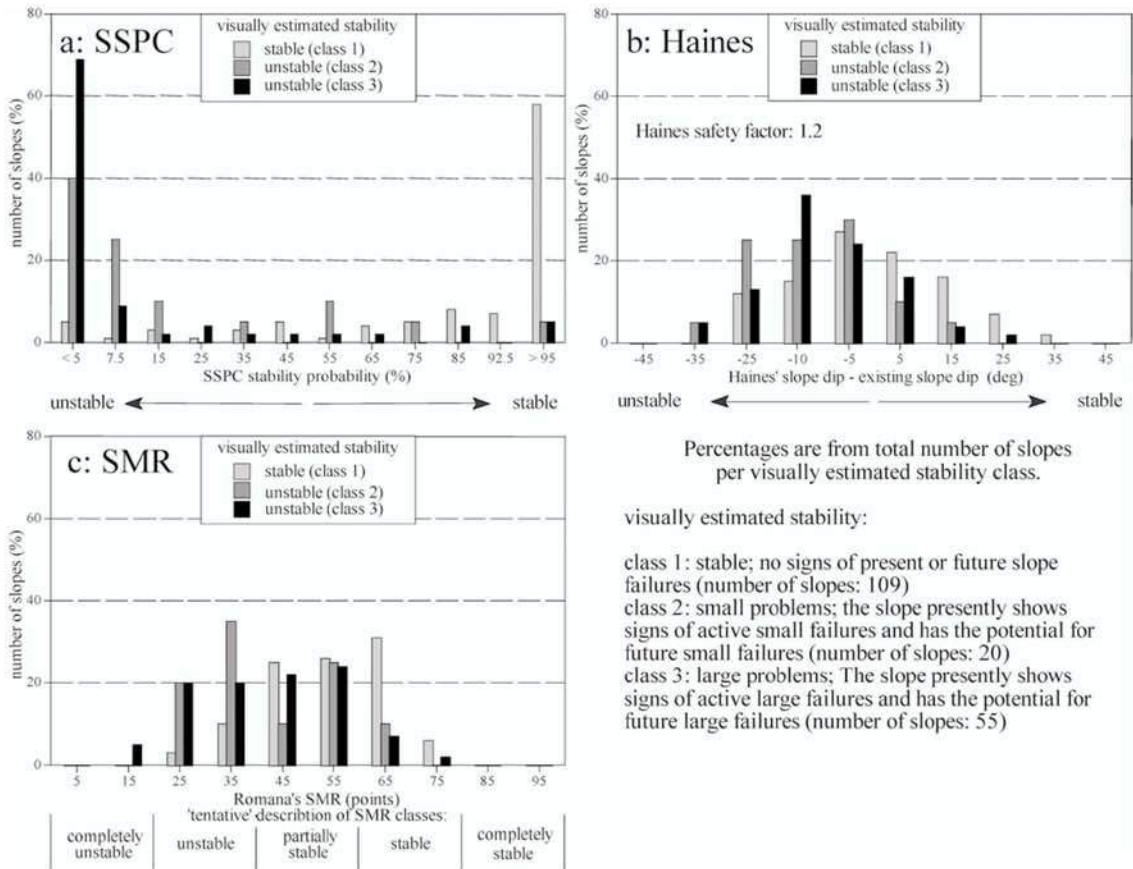 a: SSPC
visually estimated stability
stable (class 1)
unstable (class 2)
unstable (class 3)
number of slopes (%)
80
60
40
20
0
< 5 7.5 15 25 35 45 55 65 75 85 92.5 > 95
SSPC stability probability (%)
unstable stable
b: Haines
visually estimated stability
stable (class 1)
unstable (class 2)
unstable (class 3)
Haines safety factor: 1.2
number of slopes (%)
80
60
40
20
0
-45 -35 -25 -10 -5 5 15 25 35 45
Haines' slope dip - existing slope dip (deg)
unstable stable
c: SMR
visually estimated stability
stable (class 1)
unstable (class 2)
unstable (class 3)
number of slopes (%)
80
60
40
20
0
5 15 25 35 45 55 65 75 85 95
Romana's SMR (points)
'tentative' describtion of SMR classes:
completely unstable partially stable completely
unstable stable stable
Percentages are from total number of slopes
per visually estimated stability class.
visually estimated stability:
class 1: stable; no signs of present or future slope
failures (number of slopes: 109)
class 2: small problems; the slope presently shows
signs of active small failures and has the potential for
future small failures (number of slopes: 20)
class 3: large problems; The slope presently shows
signs of active large failures and has the potential for
future large failures (number of slopes: 55)